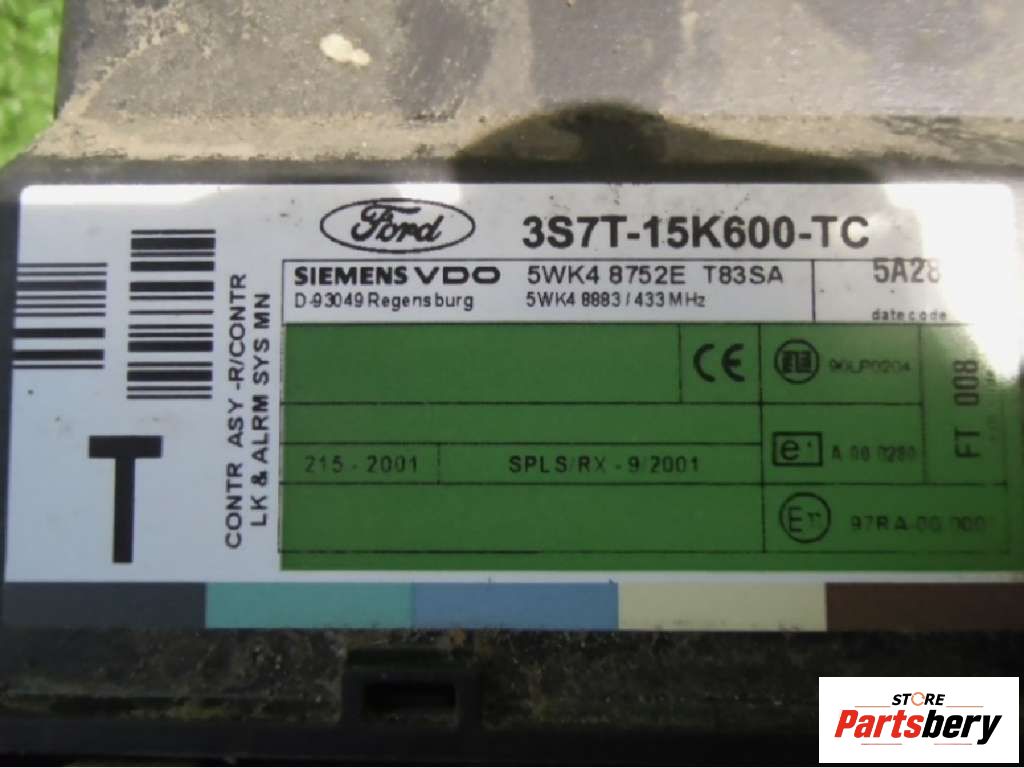 Ford
3S7T-15K600-TC
SIEMENS VDO 5WK4 8752E T83SA 5A28
D-93049 Regensburg 5WK4 8883 / 433 MHz date code
CONTR ASY -R/CONTR
LK & ALRM SYS MN
T
CE
90LP0204
FT 008
e
215 - 2001 SPLS/RX - 9/2001
E
STORE
Partsbery